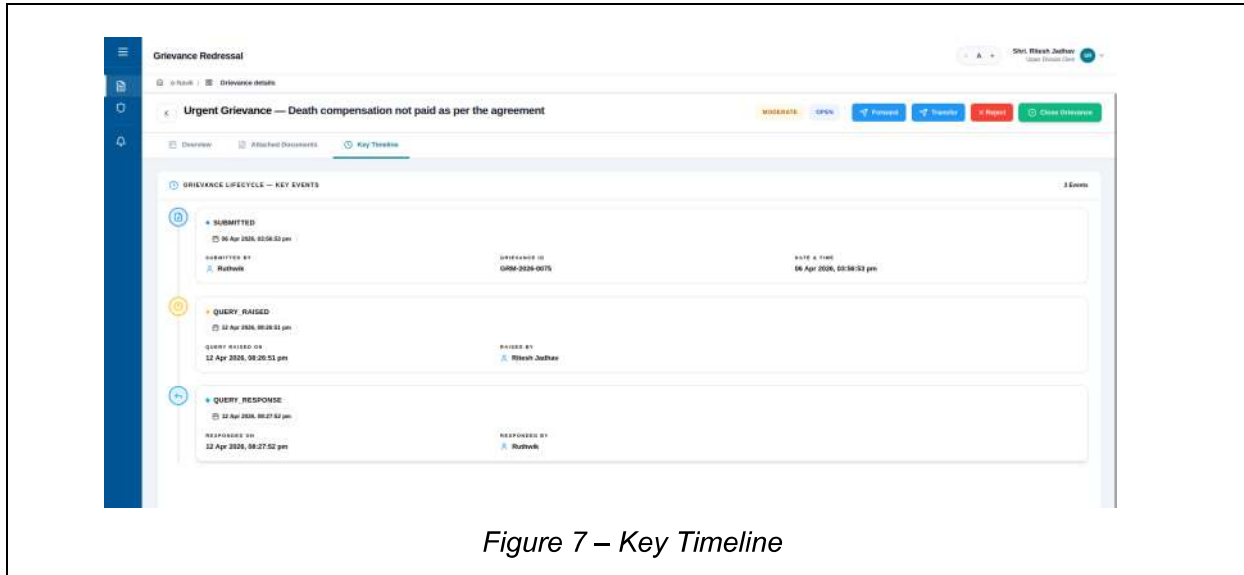 Grievance Redressal
- A +
Shri. Ritesh Jadhav
Upper Division Clerk
e-Navik / Grievance details
Urgent Grievance — Death compensation not paid as per the agreement
MODERATE OPEN Forward Transfer X Reject Close Grievance
Overview Attached Documents Key Timeline
GRIEVANCE LIFECYCLE — KEY EVENTS 3 Events
SUBMITTED
06 Apr 2026, 03:56:53 pm
SUBMITTED BY GRIEVANCE ID DATE & TIME
Ruthwik GRM-2026-0075 06 Apr 2026, 03:56:53 pm
QUERY_RAISED
12 Apr 2026, 08:26:51 pm
QUERY RAISED ON RAISED BY
12 Apr 2026, 08:26:51 pm Ritesh Jadhav
QUERY_RESPONSE
12 Apr 2026, 08:27:52 pm
RESPONDED ON RESPONDED BY
12 Apr 2026, 08:27:52 pm Ruthwik
Figure 7 – Key Timeline